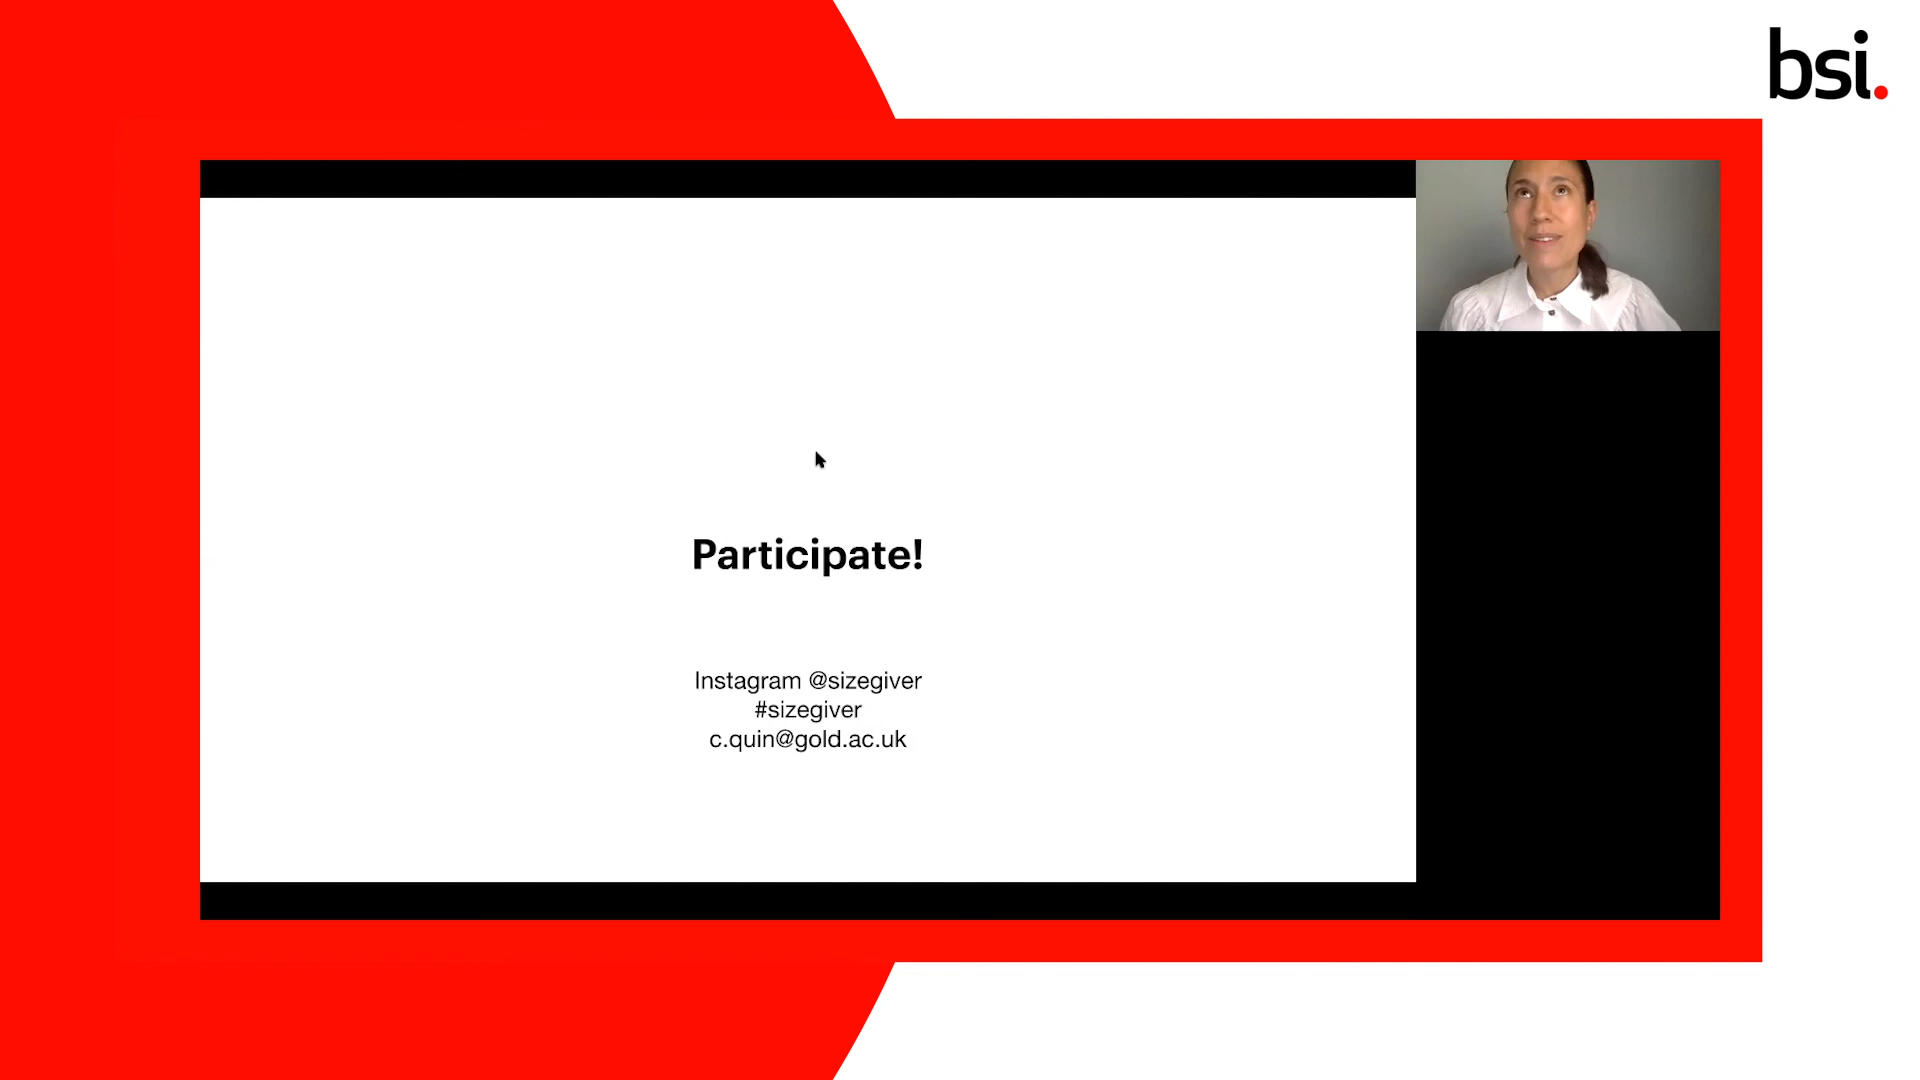 bsi.
Participate!
Instagram @sizegiver
#sizegiver
c.quin@gold.ac.uk